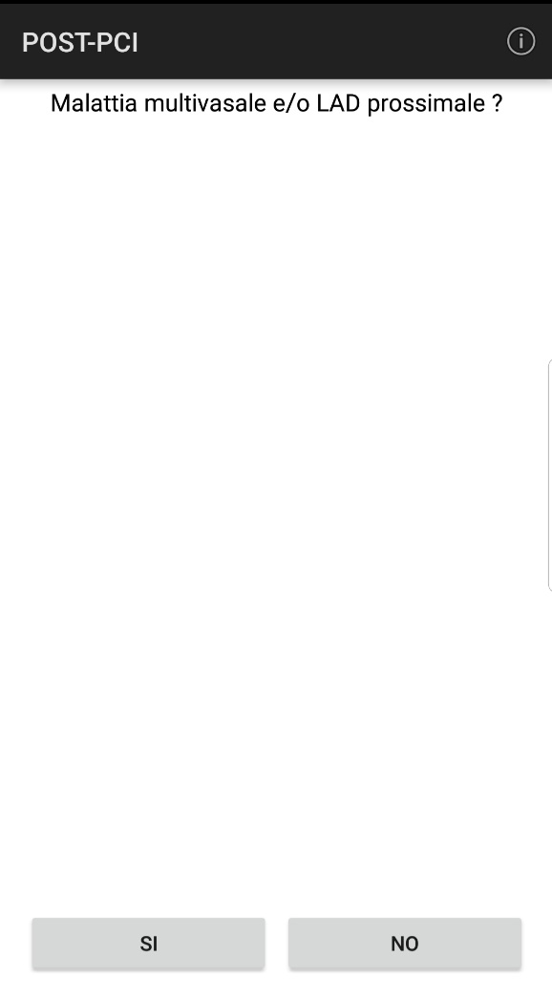 POST-PCI
Malattia multivasale e/o LAD prossimale ?
SI
NO